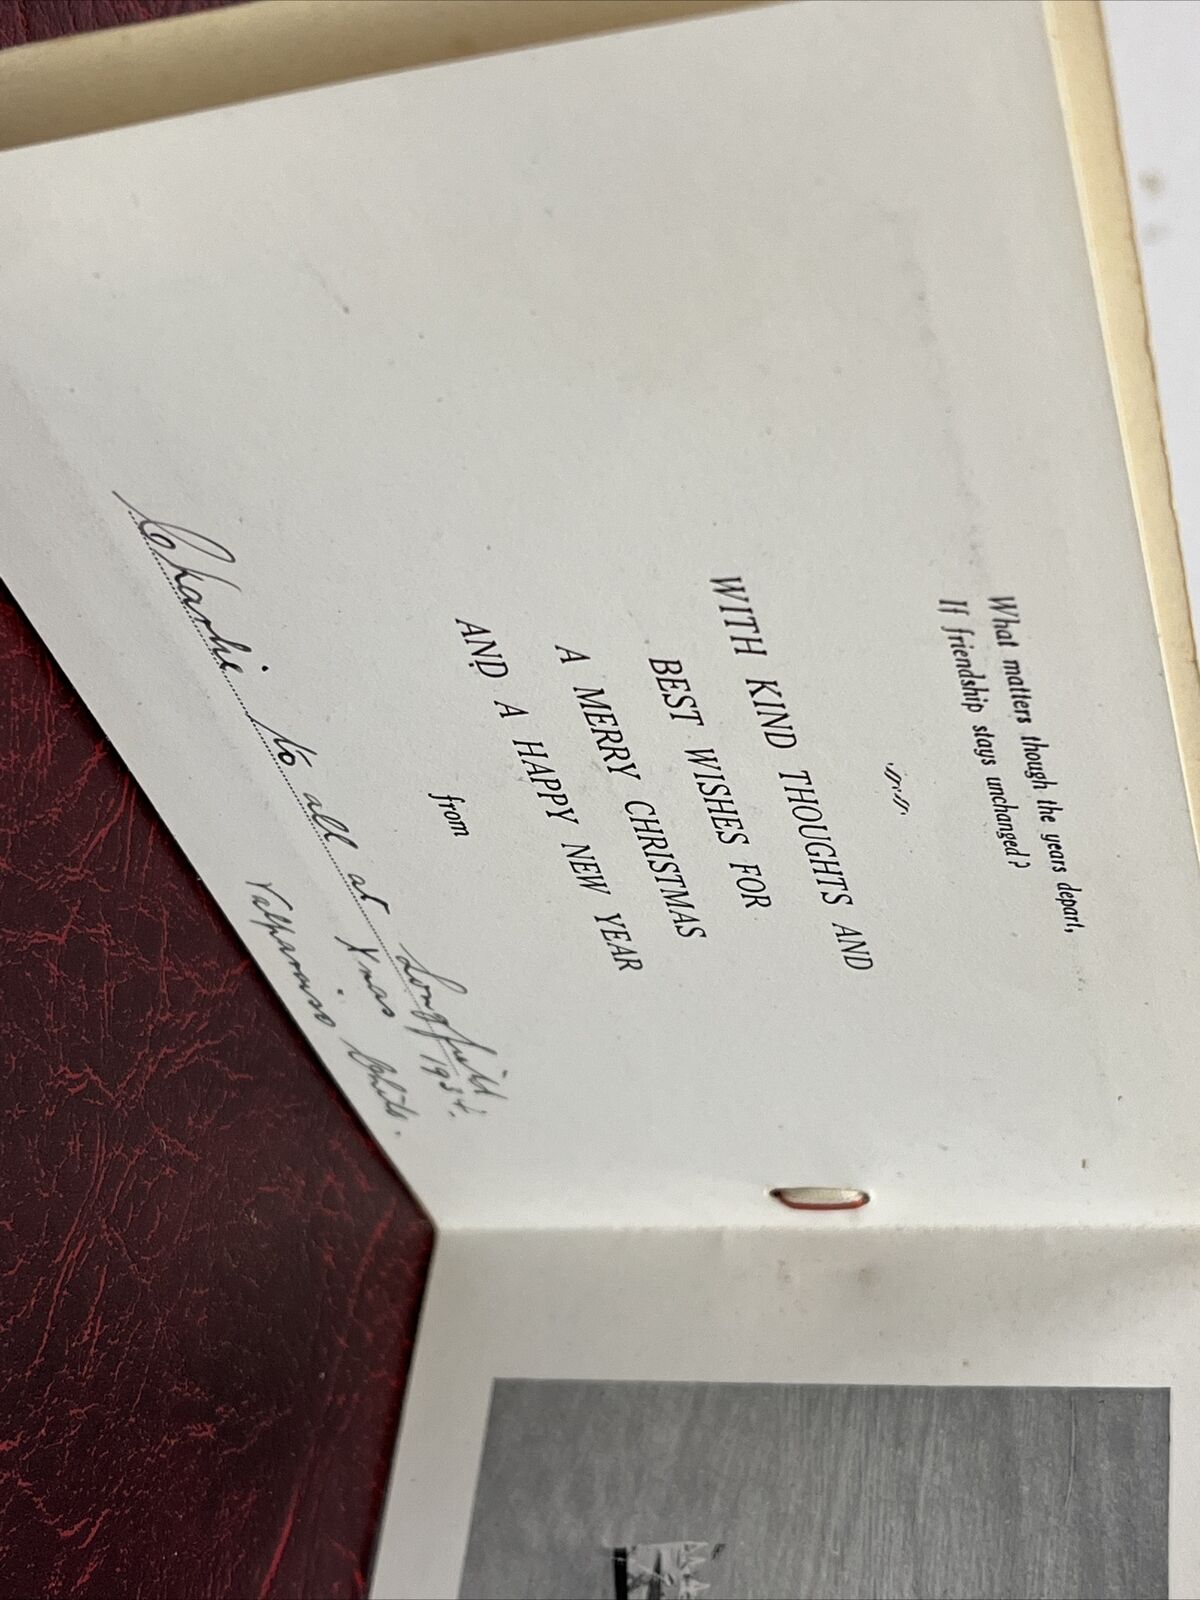 What matters though the years depart,
If friendship stays unchanged?
WITH KIND THOUGHTS AND
BEST WISHES FOR
A MERRY CHRISTMAS
AND A HAPPY NEW YEAR
from
Charlie to all at Longfield
Xmas 1934.
Valparaiso Chile.